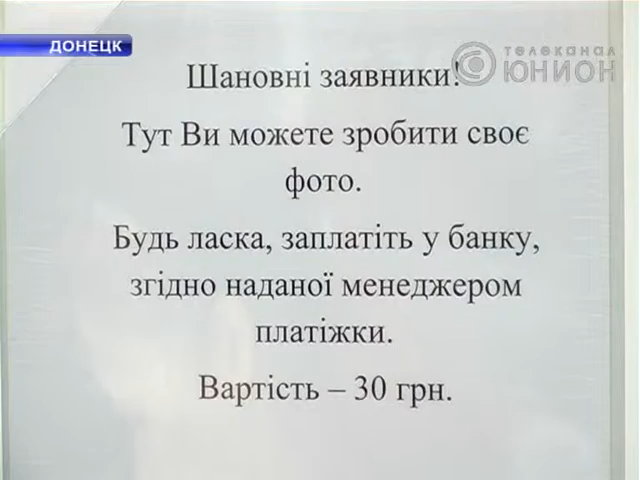 ДОНЕЦК
телеканал
ЮНИОН
Шановні заявники!
Тут Ви можете зробити своє
фото.
Будь ласка, заплатіть у банку,
згідно наданої менеджером
платіжки.
Вартість – 30 грн.